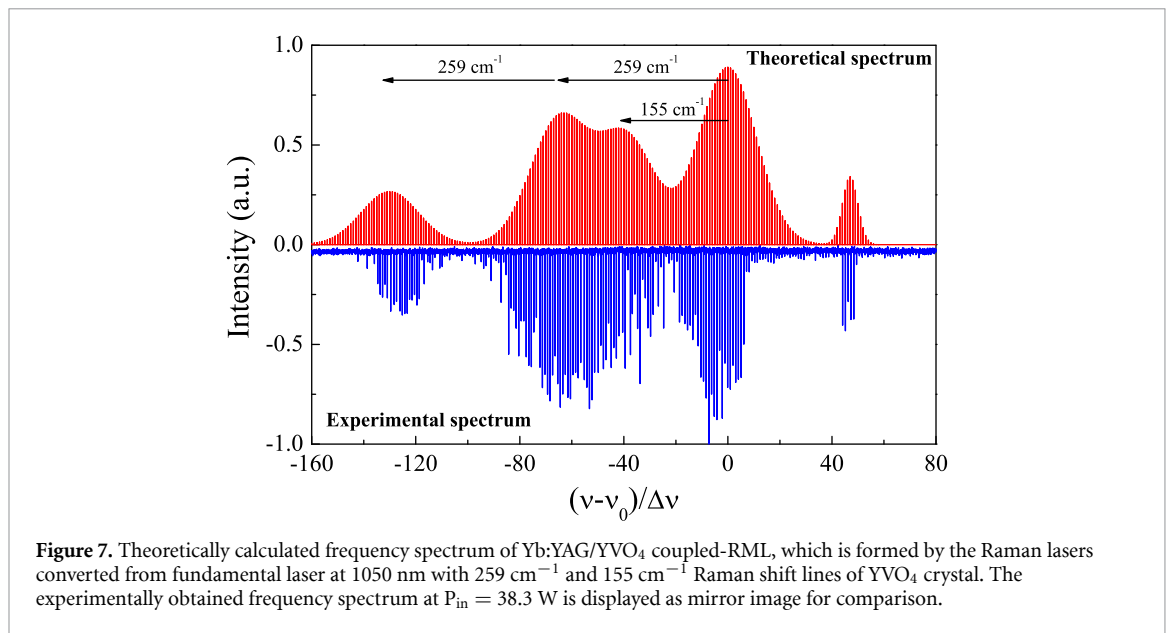 1.0
259 cm⁻¹
259 cm⁻¹
Theoretical spectrum
155 cm⁻¹
0.5
0.0
Intensity (a.u.)
-0.5
Experimental spectrum
-1.0
-160 -120 -80 -40 0 40 80
(ν-ν₀)/Δν
Figure 7. Theoretically calculated frequency spectrum of Yb:YAG/YVO₄ coupled-RML, which is formed by the Raman lasers
converted from fundamental laser at 1050 nm with 259 cm⁻¹ and 155 cm⁻¹ Raman shift lines of YVO₄ crystal. The
experimentally obtained frequency spectrum at Pᵢₙ = 38.3 W is displayed as mirror image for comparison.